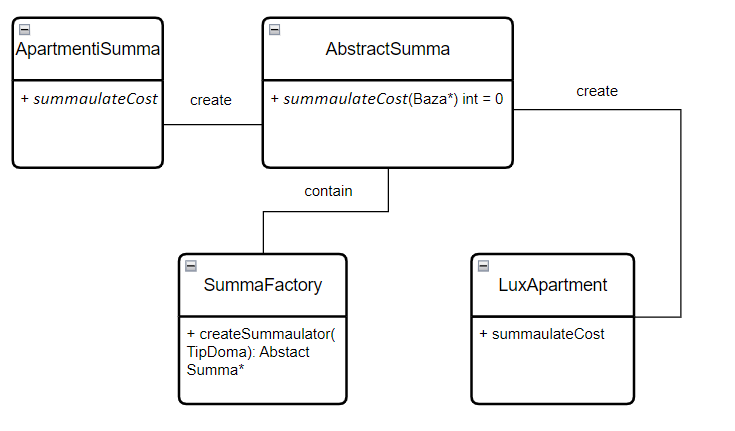 ApartmentiSumma
+ summaulateCost
create
AbstractSumma
+ summaulateCost(Baza*) int = 0
create
contain
SummaFactory
+ createSummaulator(
TipDoma): Abstact
Summa*
LuxApartment
+ summaulateCost